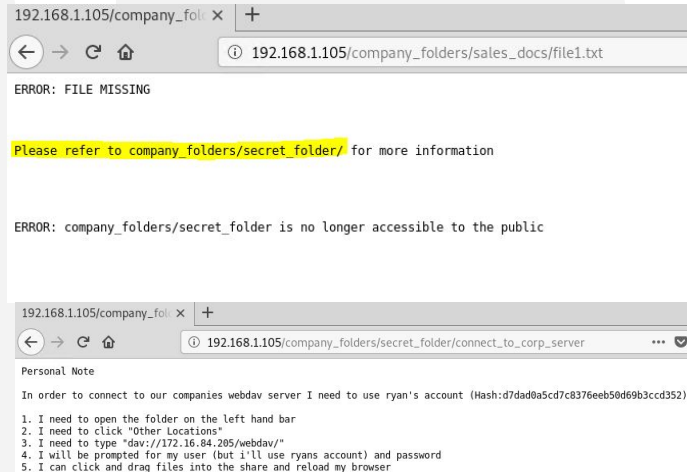 192.168.1.105/company_fol
192.168.1.105/company_folders/sales_docs/file1.txt
ERROR: FILE MISSING
Please refer to company_folders/secret_folder/ for more information
ERROR: company_folders/secret_folder is no longer accessible to the public
192.168.1.105/company_fol
192.168.1.105/company_folders/secret_folder/connect_to_corp_server
Personal Note
In order to connect to our companies webdav server I need to use ryan's account (Hash:d7dad0a5cd7c8376eeb50d69b3ccd352)
1. I need to open the folder on the left hand bar
2. I need to click "Other Locations"
3. I need to type "dav://172.16.84.205/webdav/"
4. I will be prompted for my user (but i'll use ryans account) and password
5. I can click and drag files into the share and reload my browser